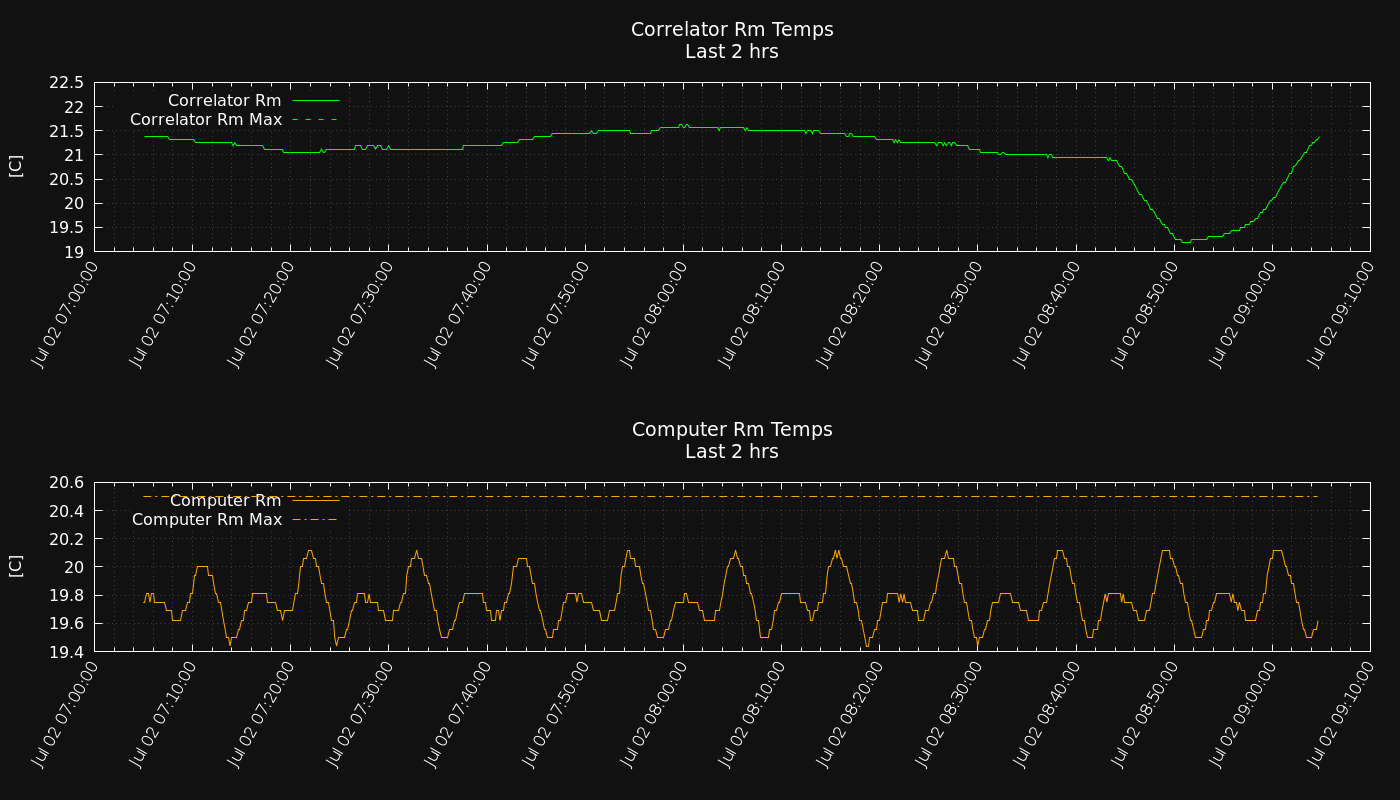 Correlator Rm Temps
Last 2 hrs
22.5
22
21.5
21
20.5
20
19.5
19
[C]
Correlator Rm
Correlator Rm Max
Jul 02 07:00:00
Jul 02 07:10:00
Jul 02 07:20:00
Jul 02 07:30:00
Jul 02 07:40:00
Jul 02 07:50:00
Jul 02 08:00:00
Jul 02 08:10:00
Jul 02 08:20:00
Jul 02 08:30:00
Jul 02 08:40:00
Jul 02 08:50:00
Jul 02 09:00:00
Jul 02 09:10:00
Computer Rm Temps
Last 2 hrs
20.6
20.4
20.2
20
19.8
19.6
19.4
[C]
Computer Rm
Computer Rm Max
Jul 02 07:00:00
Jul 02 07:10:00
Jul 02 07:20:00
Jul 02 07:30:00
Jul 02 07:40:00
Jul 02 07:50:00
Jul 02 08:00:00
Jul 02 08:10:00
Jul 02 08:20:00
Jul 02 08:30:00
Jul 02 08:40:00
Jul 02 08:50:00
Jul 02 09:00:00
Jul 02 09:10:00